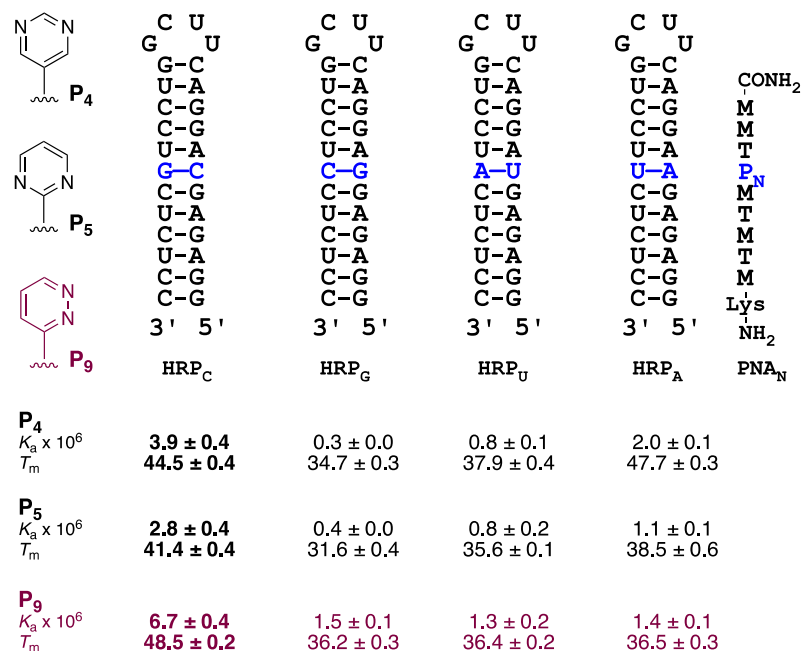 N N
P4
N N
P5
N
N
P9
C U
G U
G–C
U–A
C–G
C–G
U–A
G–C
C–G
U–A
C–G
U–A
C–G
C–G
3' 5'
HRPC
C U
G U
G–C
U–A
C–G
C–G
U–A
C–G
C–G
U–A
C–G
U–A
C–G
C–G
3' 5'
HRPG
C U
G U
G–C
U–A
C–G
C–G
U–A
A–U
C–G
U–A
C–G
U–A
C–G
C–G
3' 5'
HRPU
C U
G U
G–C
U–A
C–G
C–G
U–A
U–A
C–G
U–A
C–G
U–A
C–G
C–G
3' 5'
HRPA
CONH2
M
M
T
PN
M
T
M
T
M
Lys
NH2
PNAN
P4
Ka x 10^6 3.9 ± 0.4 0.3 ± 0.0 0.8 ± 0.1 2.0 ± 0.1
Tm 44.5 ± 0.4 34.7 ± 0.3 37.9 ± 0.4 47.7 ± 0.3
P5
Ka x 10^6 2.8 ± 0.4 0.4 ± 0.0 0.8 ± 0.2 1.1 ± 0.1
Tm 41.4 ± 0.4 31.6 ± 0.4 35.6 ± 0.1 38.5 ± 0.6
P9
Ka x 10^6 6.7 ± 0.4 1.5 ± 0.1 1.3 ± 0.2 1.4 ± 0.1
Tm 48.5 ± 0.2 36.2 ± 0.3 36.4 ± 0.2 36.5 ± 0.3